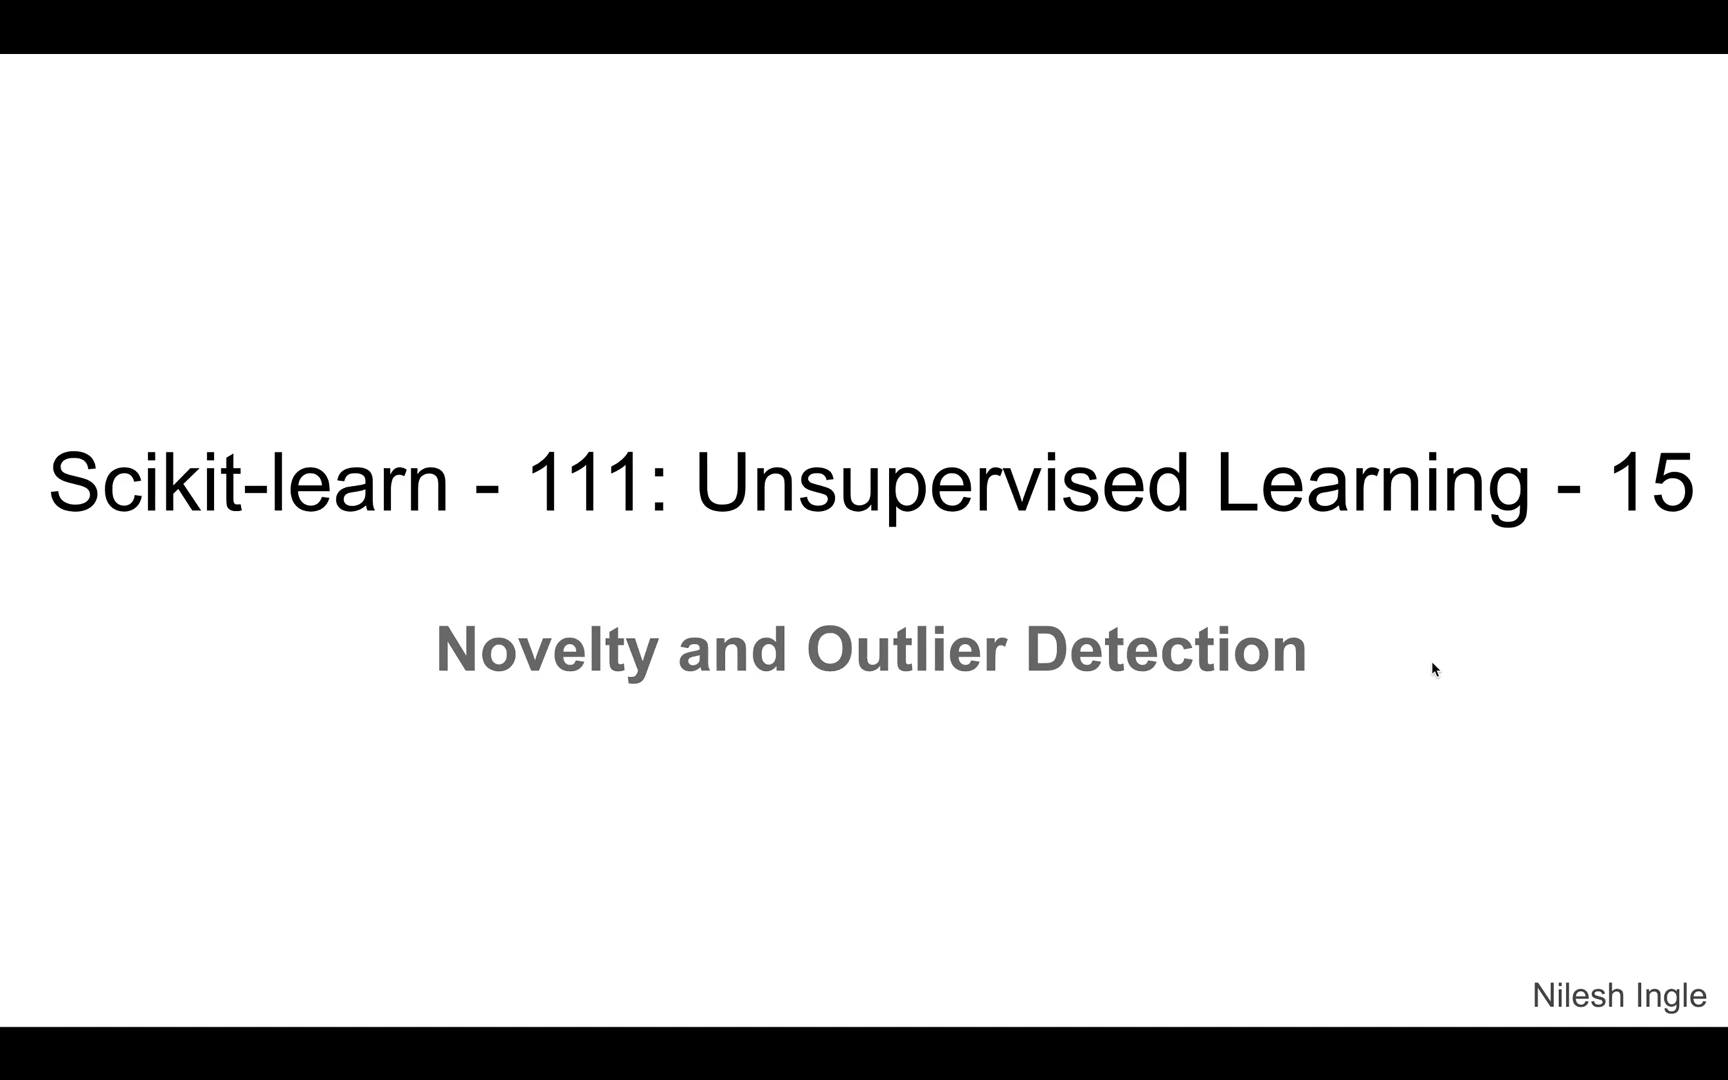 Scikit-learn - 111: Unsupervised Learning - 15
Novelty and Outlier Detection
Nilesh Ingle